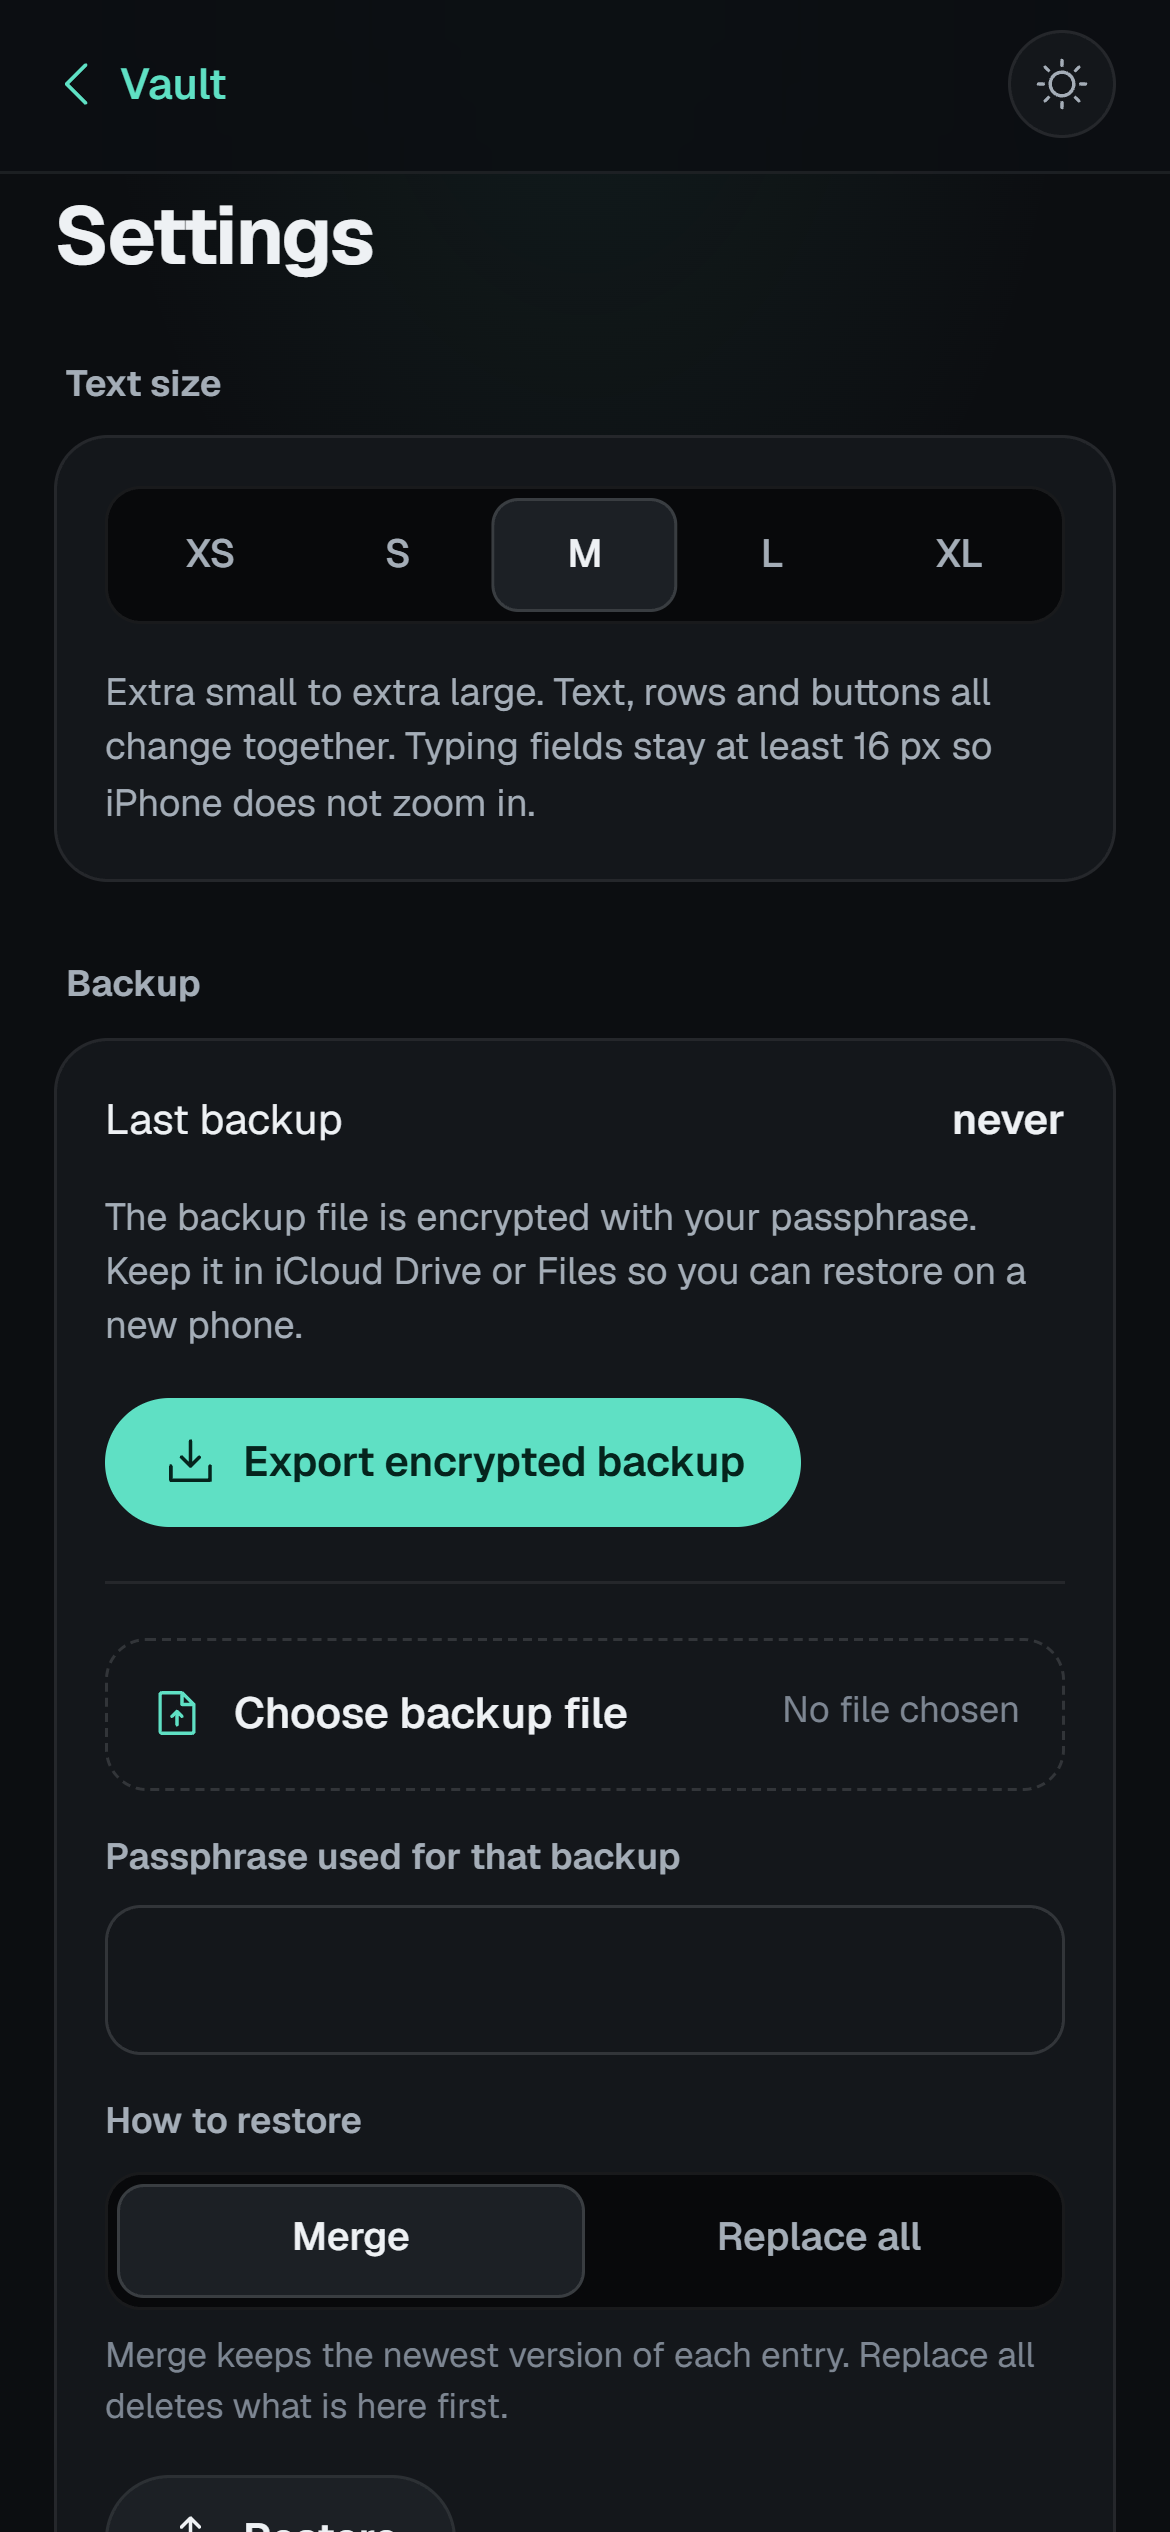 Vault
Settings
Text size
XS S M L XL
Extra small to extra large. Text, rows and buttons all
change together. Typing fields stay at least 16 px so
iPhone does not zoom in.
Backup
Last backup never
The backup file is encrypted with your passphrase.
Keep it in iCloud Drive or Files so you can restore on a
new phone.
Export encrypted backup
Choose backup file No file chosen
Passphrase used for that backup
How to restore
Merge Replace all
Merge keeps the newest version of each entry. Replace all
deletes what is here first.
Restore